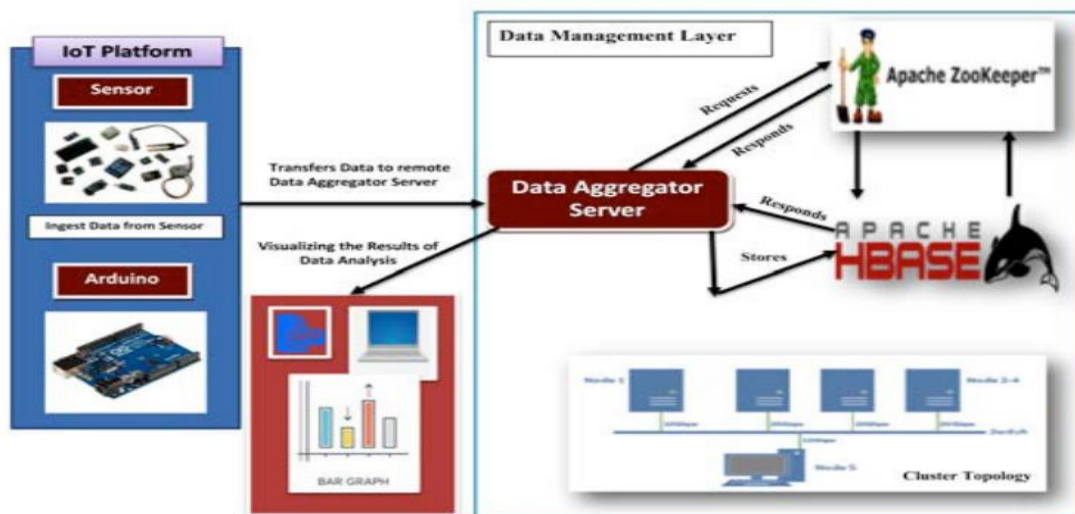 IoT Platform
Sensor
Ingest Data from Sensor
Arduino
Transfers Data to remote
Data Aggregator Server
Visualizing the Results of
Data Analysis
BAR GRAPH
Data Management Layer
Requests
Responds
Apache ZooKeeper™
Data Aggregator
Server
Responds
Stores
APACHE
HBASE
Node 1
Node 2-4
Switch
Node 5
Cluster Topology